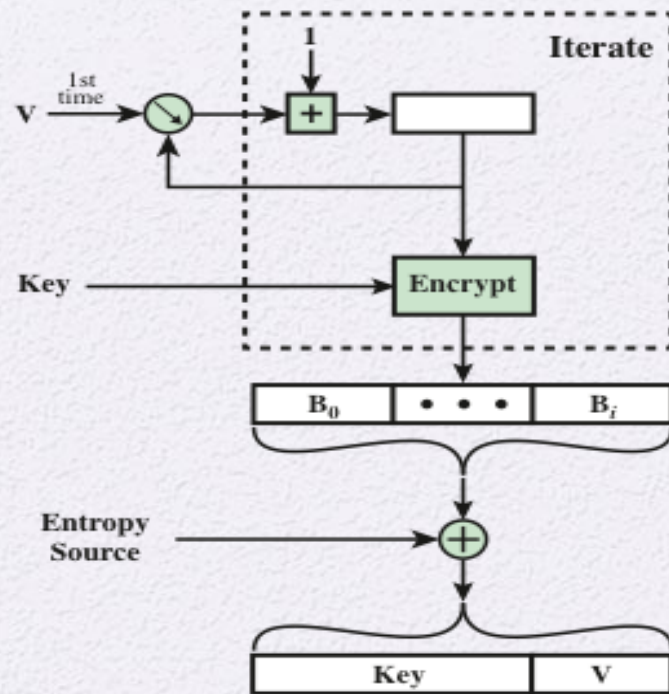 1
Iterate
1st
time
V
+
Key
Encrypt
B₀ • • • Bᵢ
Entropy
Source
+
Key V